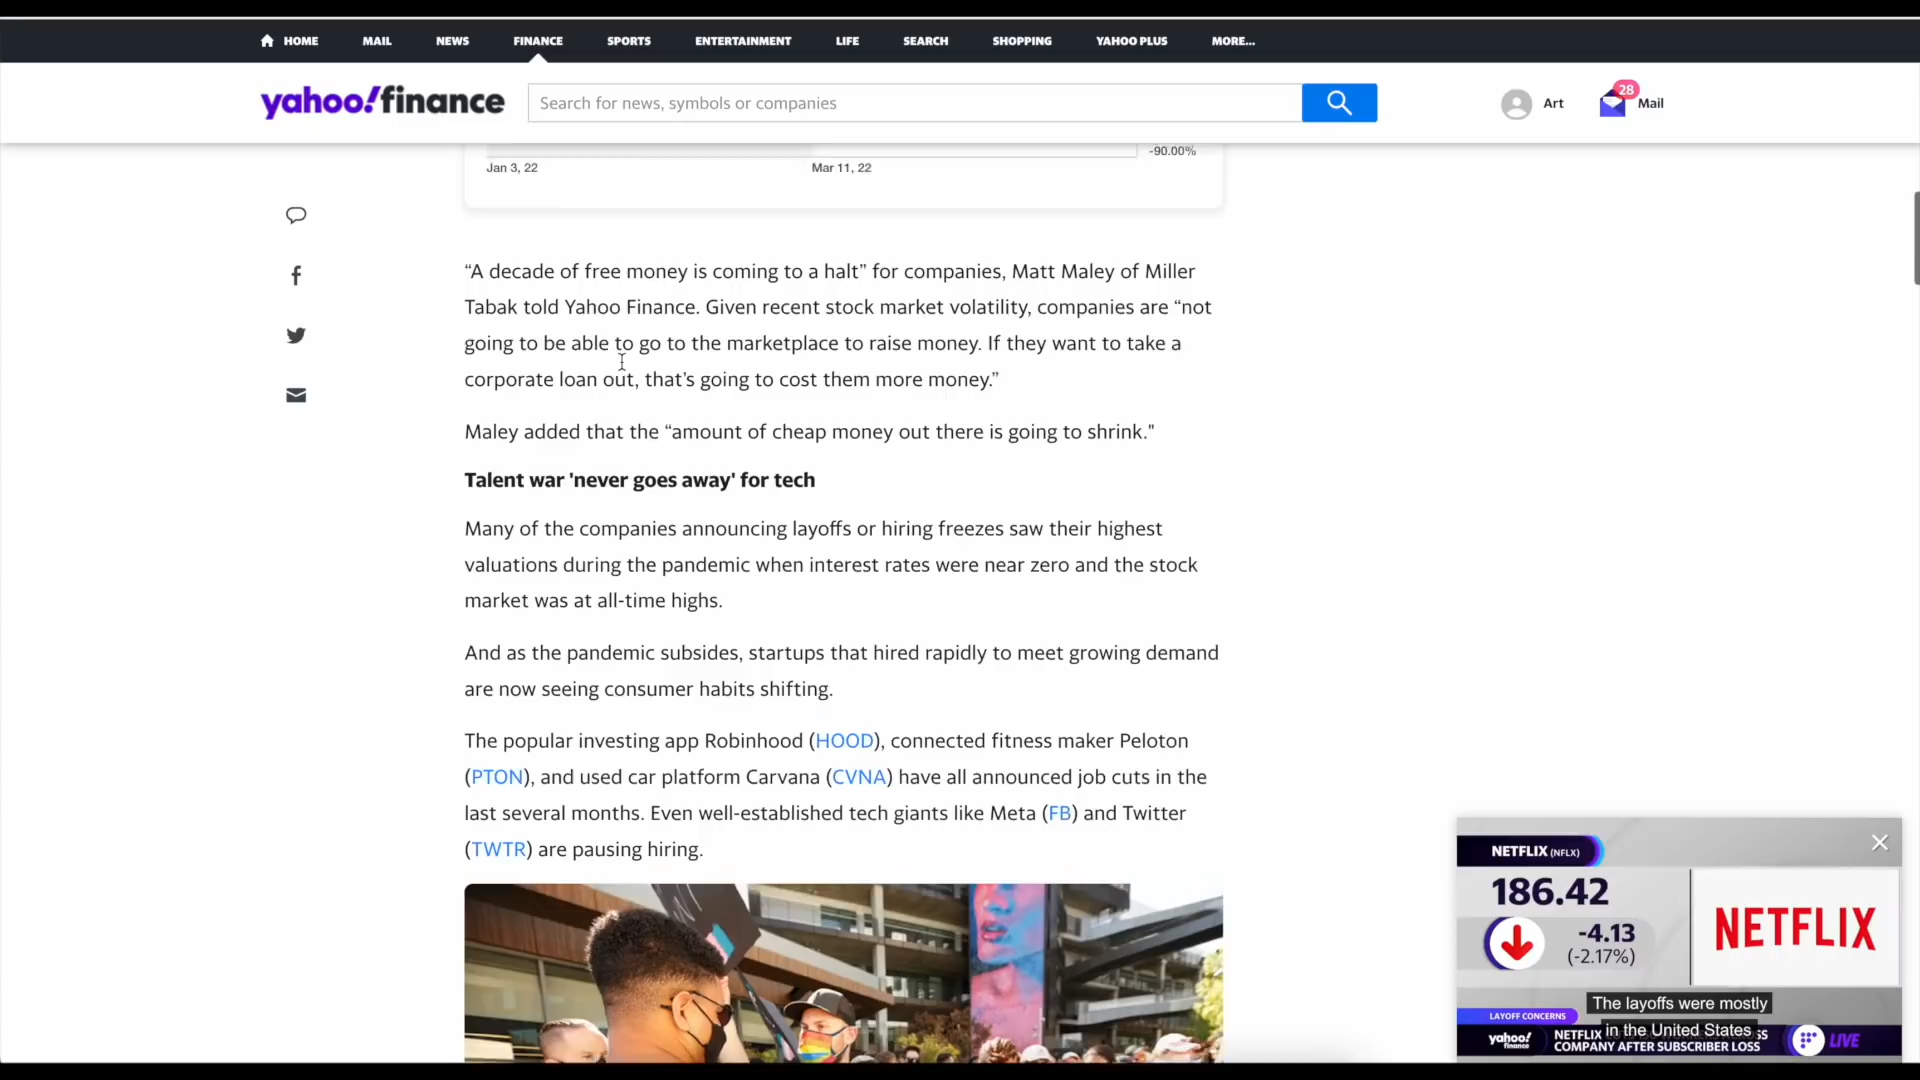 HOME MAIL NEWS FINANCE SPORTS ENTERTAINMENT LIFE SEARCH SHOPPING YAHOO PLUS MORE...
yahoo!finance
Search for news, symbols or companies
Art
28
Mail
-90.00%
Jan 3, 22 Mar 11, 22
“A decade of free money is coming to a halt” for companies, Matt Maley of Miller
Tabak told Yahoo Finance. Given recent stock market volatility, companies are “not
going to be able to go to the marketplace to raise money. If they want to take a
corporate loan out, that’s going to cost them more money.”
Maley added that the “amount of cheap money out there is going to shrink."
Talent war 'never goes away' for tech
Many of the companies announcing layoffs or hiring freezes saw their highest
valuations during the pandemic when interest rates were near zero and the stock
market was at all-time highs.
And as the pandemic subsides, startups that hired rapidly to meet growing demand
are now seeing consumer habits shifting.
The popular investing app Robinhood (HOOD), connected fitness maker Peloton
(PTON), and used car platform Carvana (CVNA) have all announced job cuts in the
last several months. Even well-established tech giants like Meta (FB) and Twitter
(TWTR) are pausing hiring.
NETFLIX (NFLX)
186.42
-4.13
(-2.17%)
NETFLIX
The layoffs were mostly
in the United States
LAYOFF CONCERNS
yahoo!
finance
NETFLIX
COMPANY AFTER SUBSCRIBER LOSS
LIVE